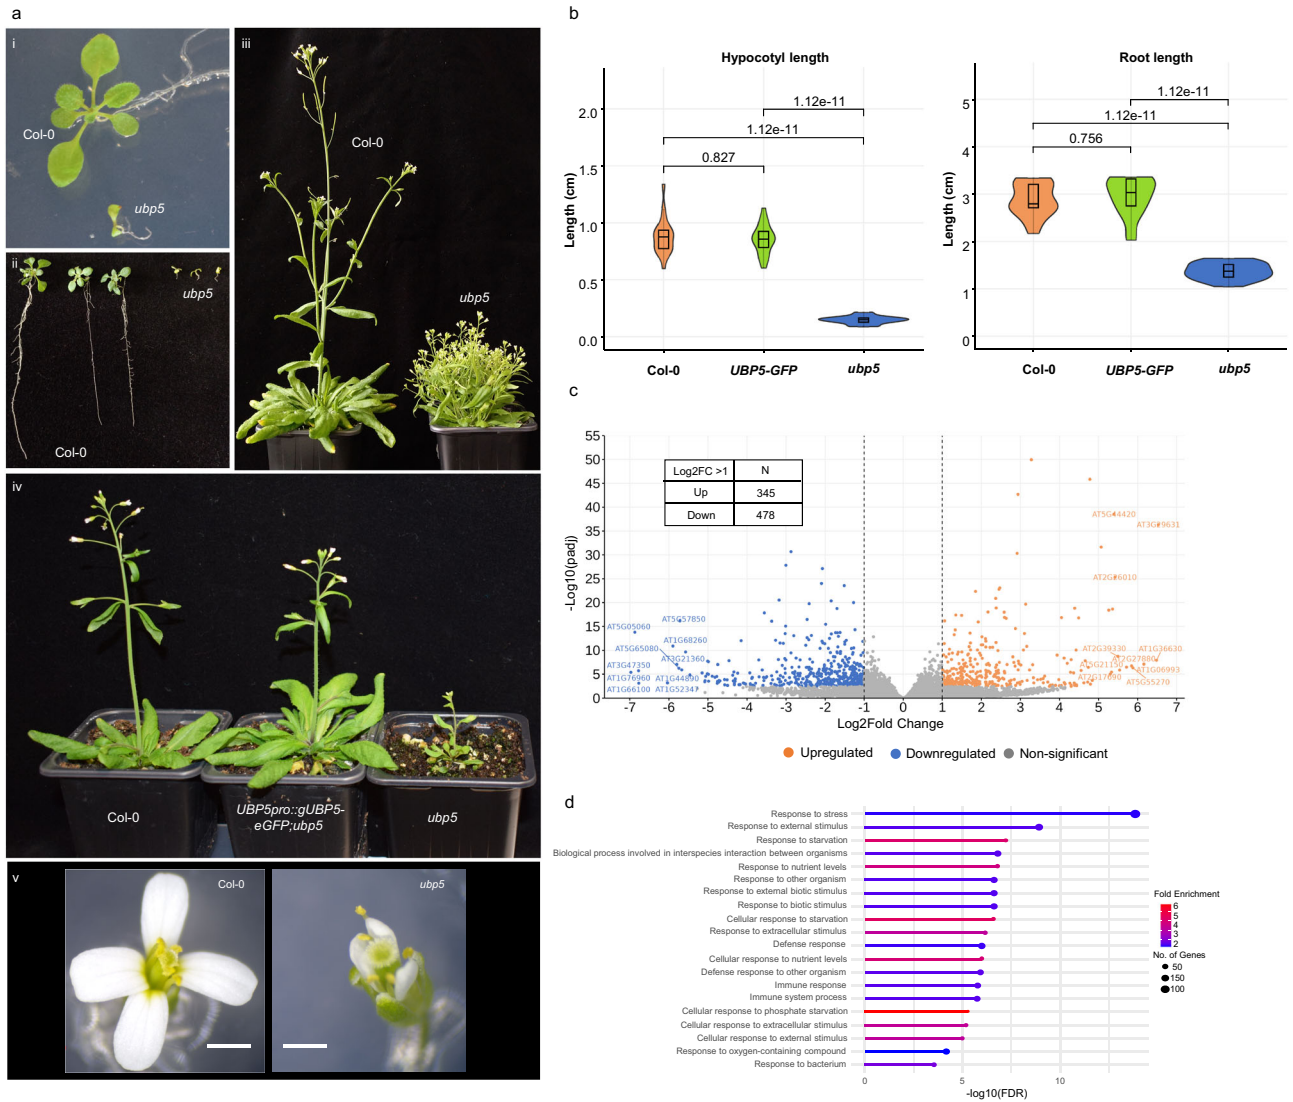 a
i
Col-0
ubp5
ii
ubp5
Col-0
iii
Col-0
ubp5
iv
Col-0
UBP5pro::gUBP5-
eGFP;ubp5
ubp5
v
Col-0
ubp5
b
Hypocotyl length
Length (cm)
2.0
1.5
1.0
0.5
0.0
1.12e-11
1.12e-11
0.827
Col-0
UBP5-GFP
ubp5
Root length
Length (cm)
5
4
3
2
1
0
1.12e-11
1.12e-11
0.756
Col-0
UBP5-GFP
ubp5
c
-Log10(padj)
55
50
45
40
35
30
25
20
15
10
5
0
Log2FC >1 N
Up 345
Down 478
AT5G57850
AT5G05060
AT1G68260
AT5G65080
AT3G21360
AT3G47350
AT1G76960
AT1G44890
AT1G66100
AT1G52347
AT5G44420
AT3G29631
AT2G26010
AT2G39330
AT1G36630
AT2G27880
AT5G21150
AT1G06993
AT2G17690
AT5G55270
-7 -6 -5 -4 -3 -2 -1 0 1 2 3 4 5 6 7
Log2Fold Change
Upregulated Downregulated Non-significant
d
Response to stress
Response to external stimulus
Response to starvation
Biological process involved in interspecies interaction between organisms
Response to nutrient levels
Response to other organism
Response to external biotic stimulus
Response to biotic stimulus
Cellular response to starvation
Response to extracellular stimulus
Defense response
Cellular response to nutrient levels
Defense response to other organism
Immune response
Immune system process
Cellular response to phosphate starvation
Cellular response to extracellular stimulus
Cellular response to external stimulus
Response to oxygen-containing compound
Response to bacterium
0 5 10
-log10(FDR)
Fold Enrichment
6
5
4
3
2
No. of Genes
50
150
100